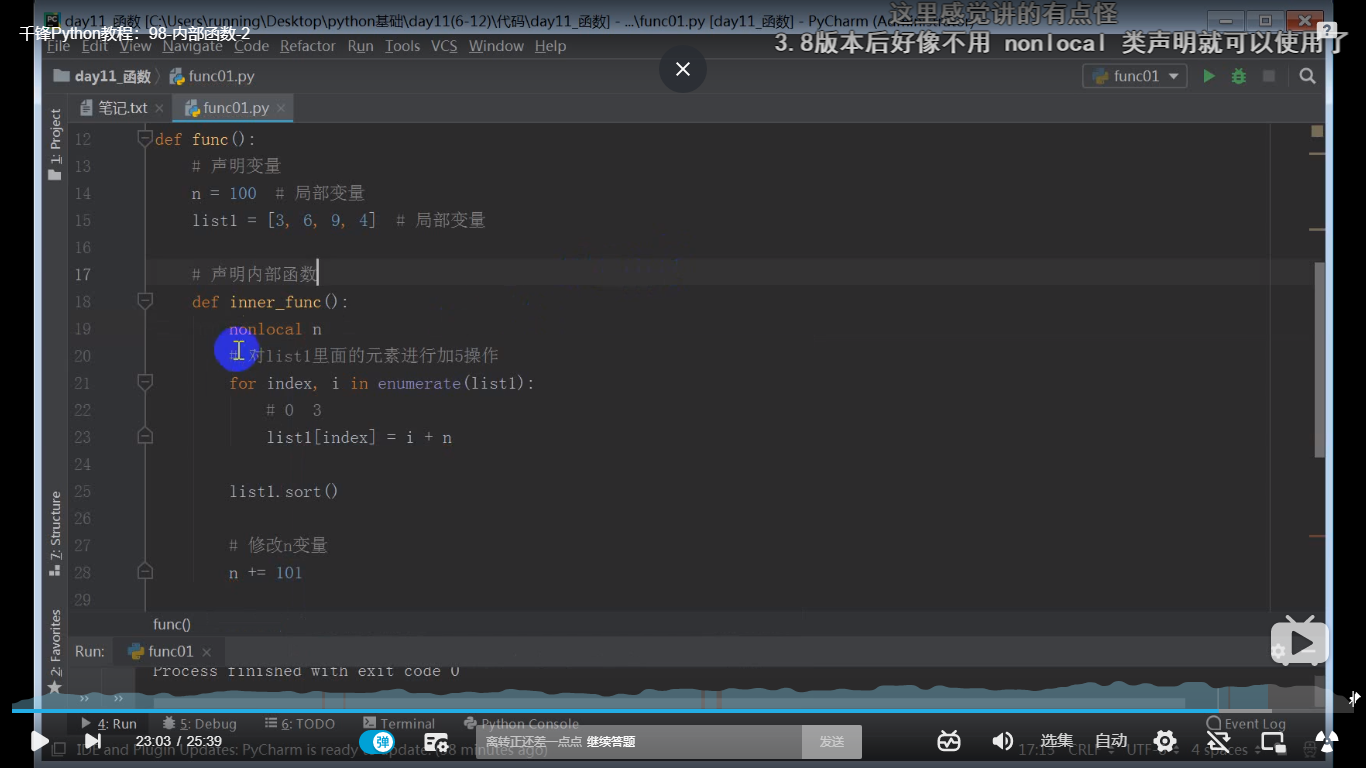 这里感觉讲的有点怪
day11_函数 [C:\Users\running\Desktop\python基础\day11(6-12)\代码\day11_函数] - ...\func01.py [day11_函数] - PyCharm
千锋Python教程：98-内部函数-2
3.8版本后好像不用 nonlocal 类声明就可以使用了
File Edit View Navigate Code Refactor Run Tools VCS Window Help
day11_函数 func01.py
func01
笔记.txt func01.py
1: Project
12 def func():
13 # 声明变量
14 n = 100 # 局部变量
15 list1 = [3, 6, 9, 4] # 局部变量
16
17 # 声明内部函数
18 def inner_func():
19 nonlocal n
20 # 对list1里面的元素进行加5操作
21 for index, i in enumerate(list1):
22 # 0 3
23 list1[index] = i + n
24
25 list1.sort()
26
27 # 修改n变量
28 n += 101
29
7: Structure
2: Favorites
func()
Run: func01
Process finished with exit code 0
4: Run 5: Debug 6: TODO Terminal Python Console Event Log
23:03 / 25:39 弹 离转正还差一点点 继续答题 发送 选集 自动
IDE and Plugin Updates: PyCharm is ready CRLF UTF-8 4 spaces